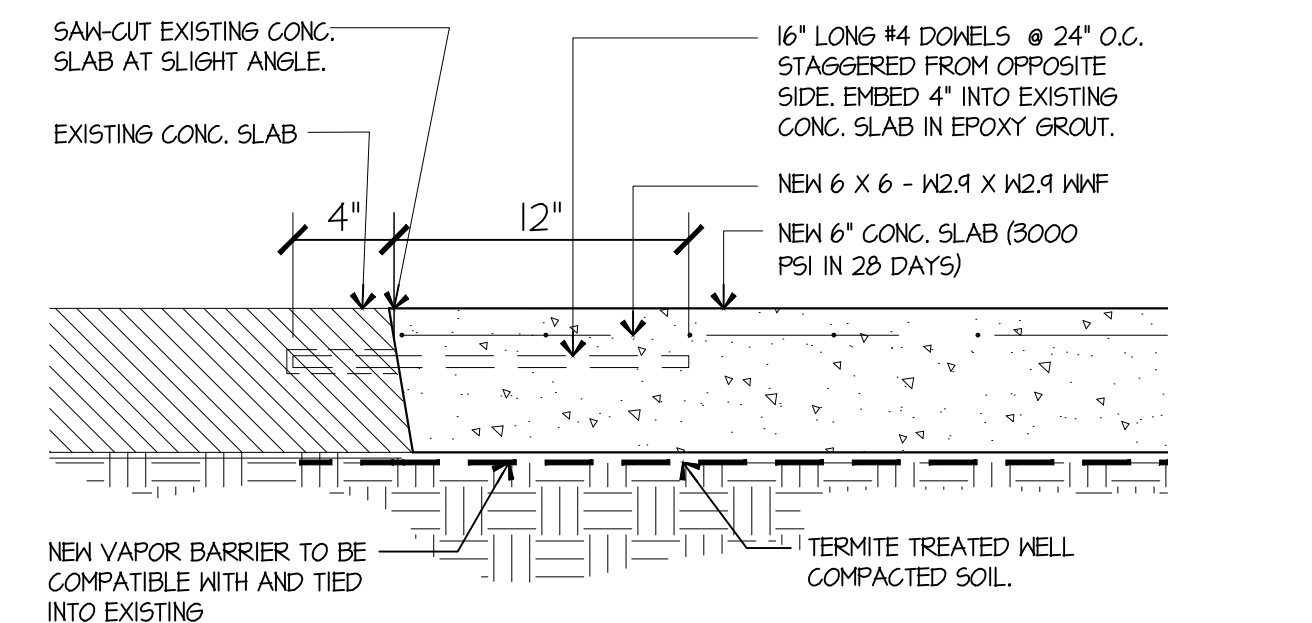 SAW-CUT EXISTING CONC.
SLAB AT SLIGHT ANGLE.
EXISTING CONC. SLAB
16" LONG #4 DOWELS @ 24" O.C.
STAGGERED FROM OPPOSITE
SIDE. EMBED 4" INTO EXISTING
CONC. SLAB IN EPOXY GROUT.
NEW 6 X 6 - W2.9 X W2.9 WWF
NEW 6" CONC. SLAB (3000
PSI IN 28 DAYS)
4"
12"
NEW VAPOR BARRIER TO BE
COMPATIBLE WITH AND TIED
INTO EXISTING
TERMITE TREATED WELL
COMPACTED SOIL.